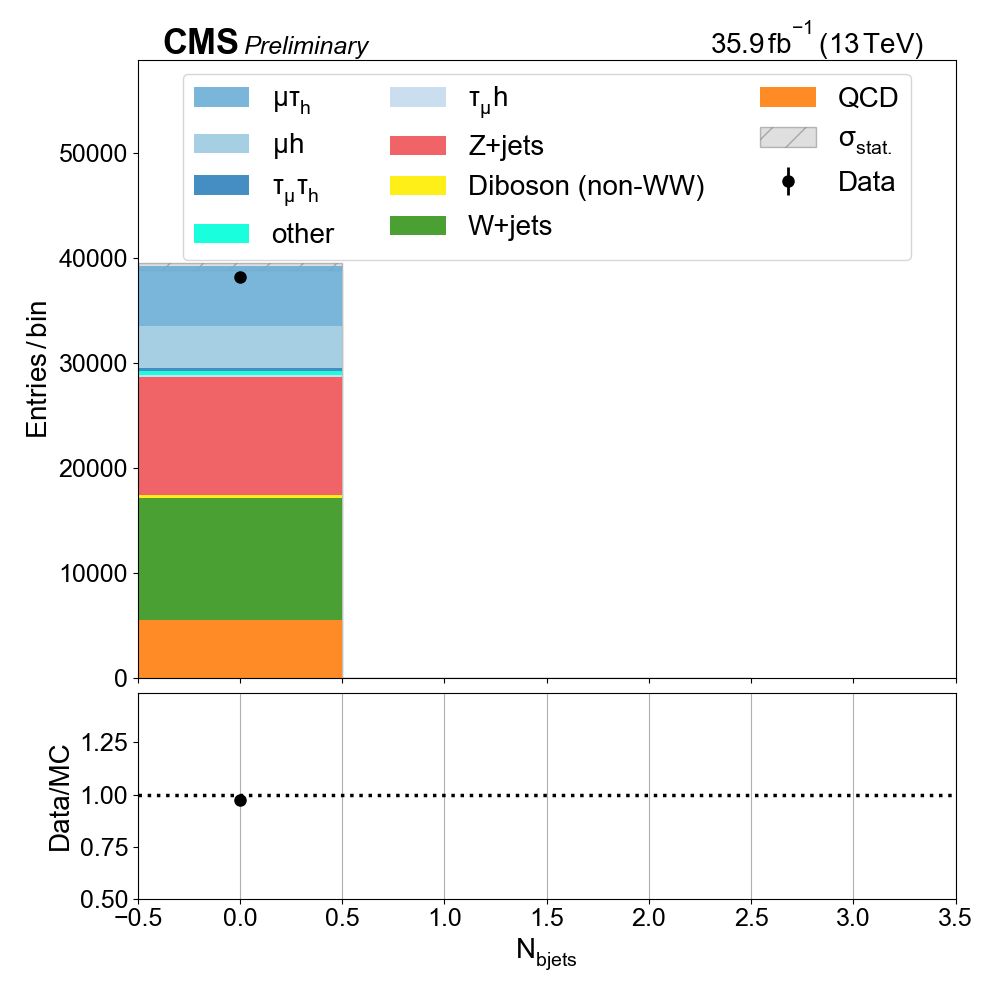 CMS Preliminary 35.9 fb⁻¹ (13 TeV)
μτh τμh QCD
μh Z+jets σstat.
τμτh Diboson (non-WW) Data
other W+jets
Entries / bin
50000
40000
30000
20000
10000
0
Data/MC
1.25
1.00
0.75
0.50
−0.5 0.0 0.5 1.0 1.5 2.0 2.5 3.0 3.5
Nbjets